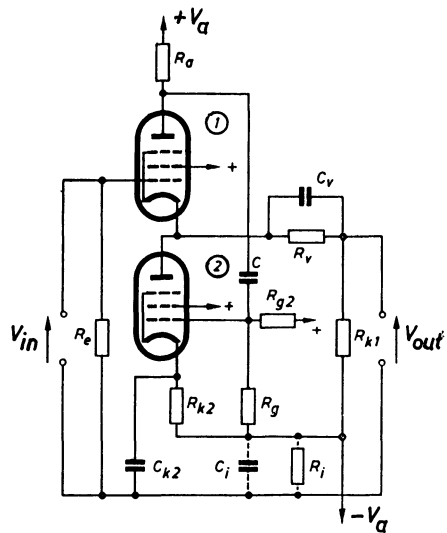 +Va
Ra
1
+
Cv
Rv
2
C
+
Rg2
+
Vin
Re
Rk1
Vout
Rk2
Rg
Ck2
Ci
Ri
-Va